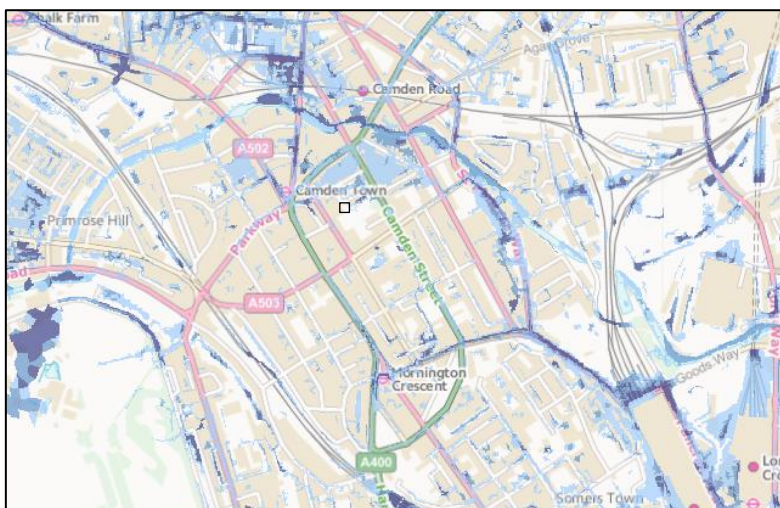 Chalk Farm
Agar Grove
Camden Road
A502
Camden Town
Primrose Hill
Parkway
Camden Street
A503
Goods Way
Mornington
Crescent
A400
Somers Town